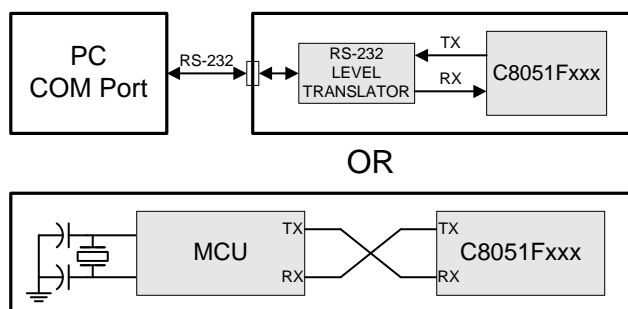 PC
COM Port
RS-232
RS-232
LEVEL
TRANSLATOR
TX
RX
C8051Fxxx
OR
MCU
TX
RX
TX
RX
C8051Fxxx